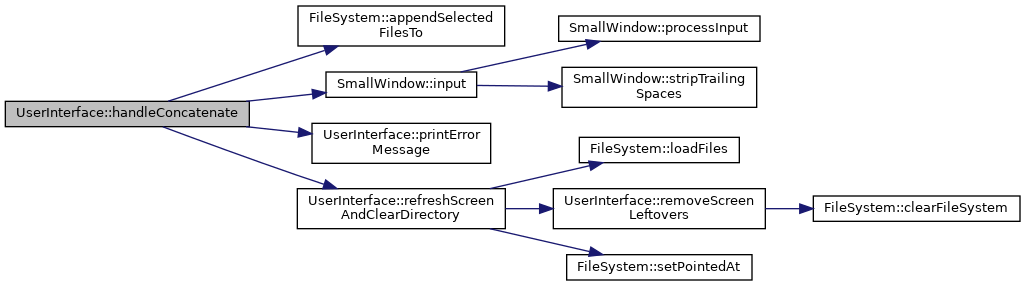 UserInterface::handleConcatenate
FileSystem::appendSelected
FilesTo
SmallWindow::input
SmallWindow::processInput
SmallWindow::stripTrailing
Spaces
UserInterface::printError
Message
UserInterface::refreshScreen
AndClearDirectory
FileSystem::loadFiles
UserInterface::removeScreen
Leftovers
FileSystem::clearFileSystem
FileSystem::setPointedAt